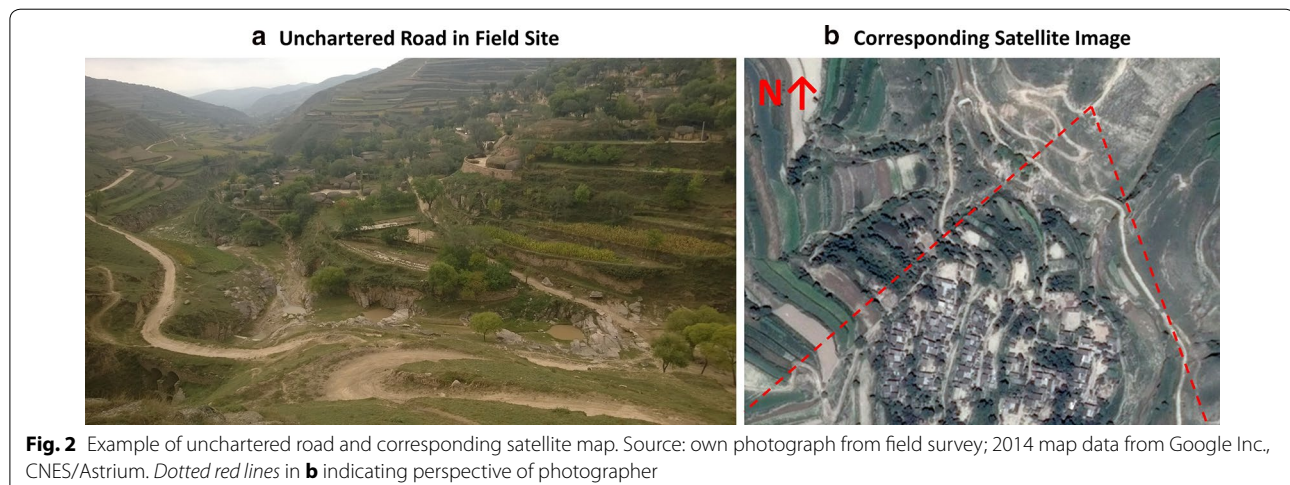 a Unchartered Road in Field Site
b Corresponding Satellite Image
N↑
Fig. 2 Example of unchartered road and corresponding satellite map. Source: own photograph from field survey; 2014 map data from Google Inc.,
CNES/Astrium. Dotted red lines in b indicating perspective of photographer